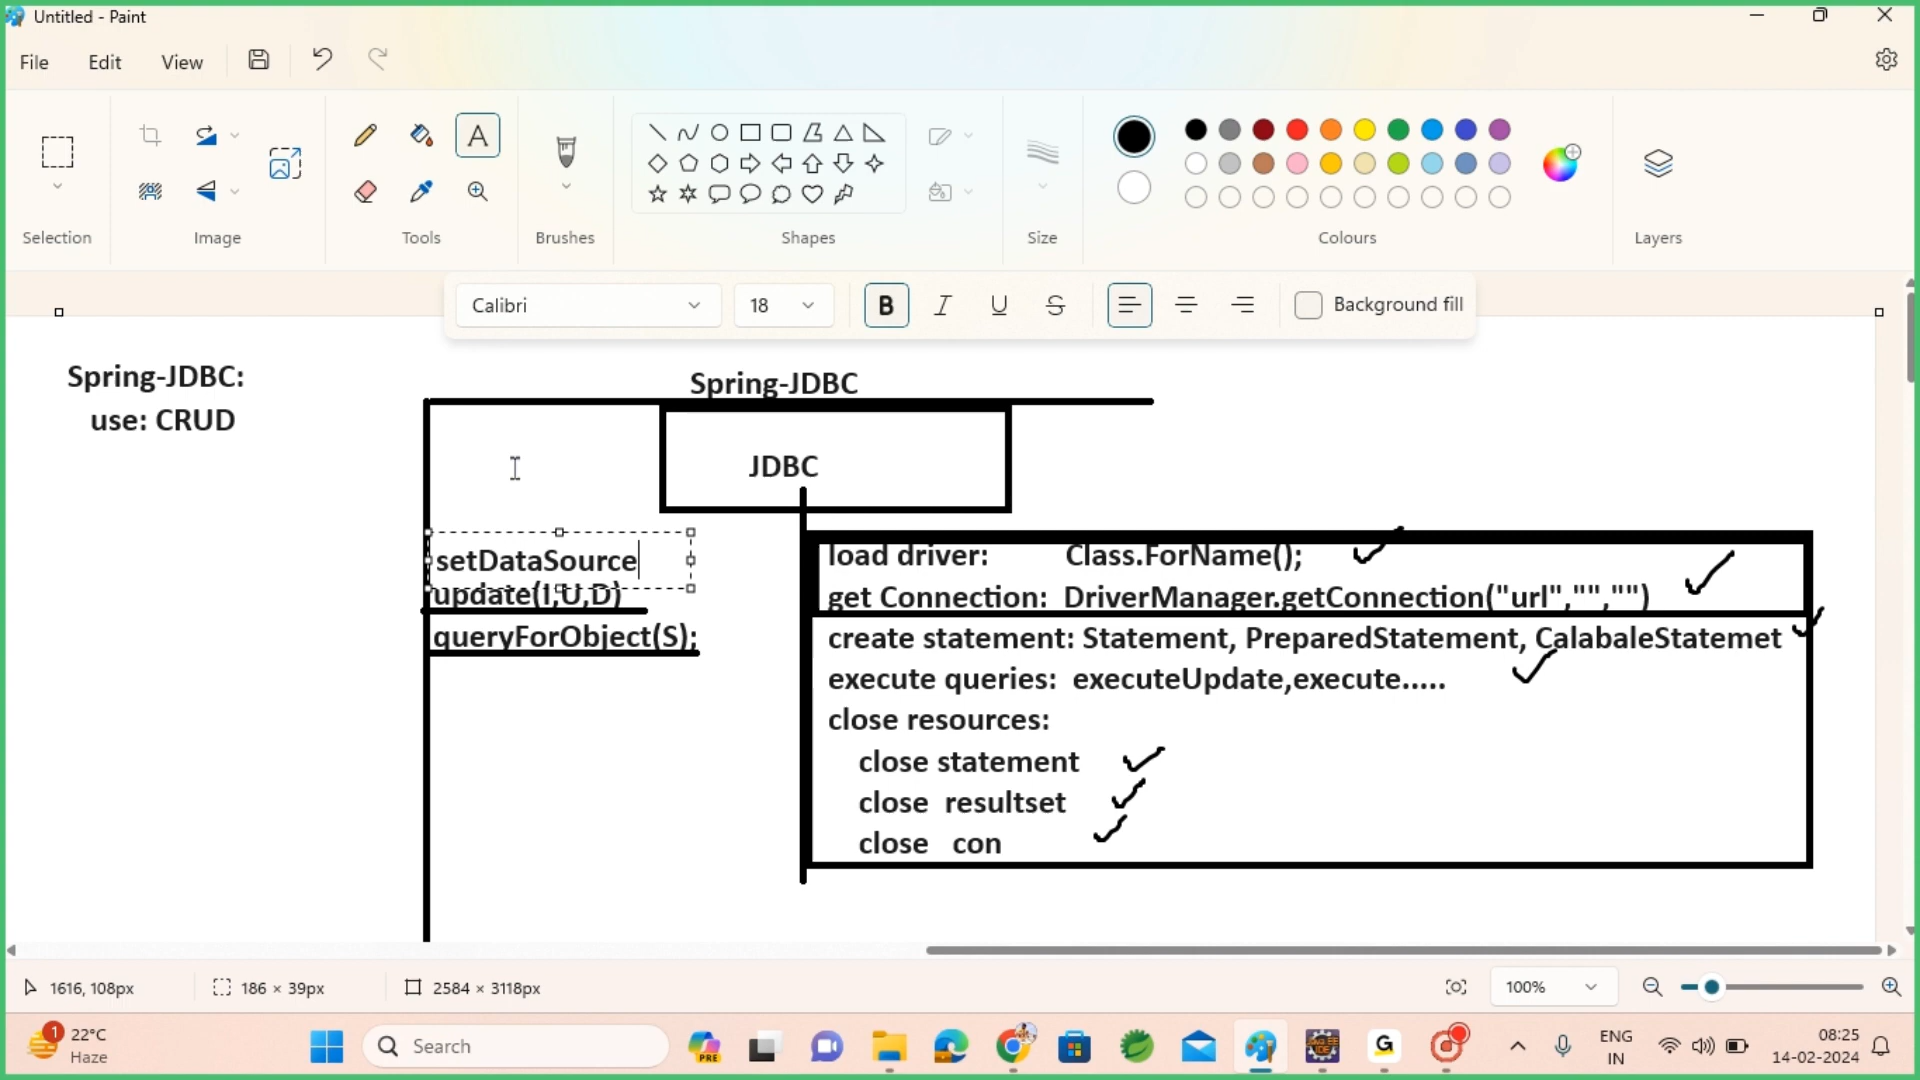 Untitled - Paint
File Edit View
Selection Image Tools Brushes Shapes Size Colours Layers
Calibri 18 B I U S Background fill
Spring-JDBC:
use: CRUD
Spring-JDBC
JDBC
setDataSource
update(I,U,D)
queryForObject(S);
load driver: Class.ForName();
get Connection: DriverManager.getConnection("url","","")
create statement: Statement, PreparedStatement, CalabaleStatemet
execute queries: executeUpdate,execute.....
close resources:
close statement
close resultset
close con
1616, 108px 186 × 39px 2584 × 3118px 100%
1 22°C
Haze
Search
PRE
ENG
IN
08:25
14-02-2024